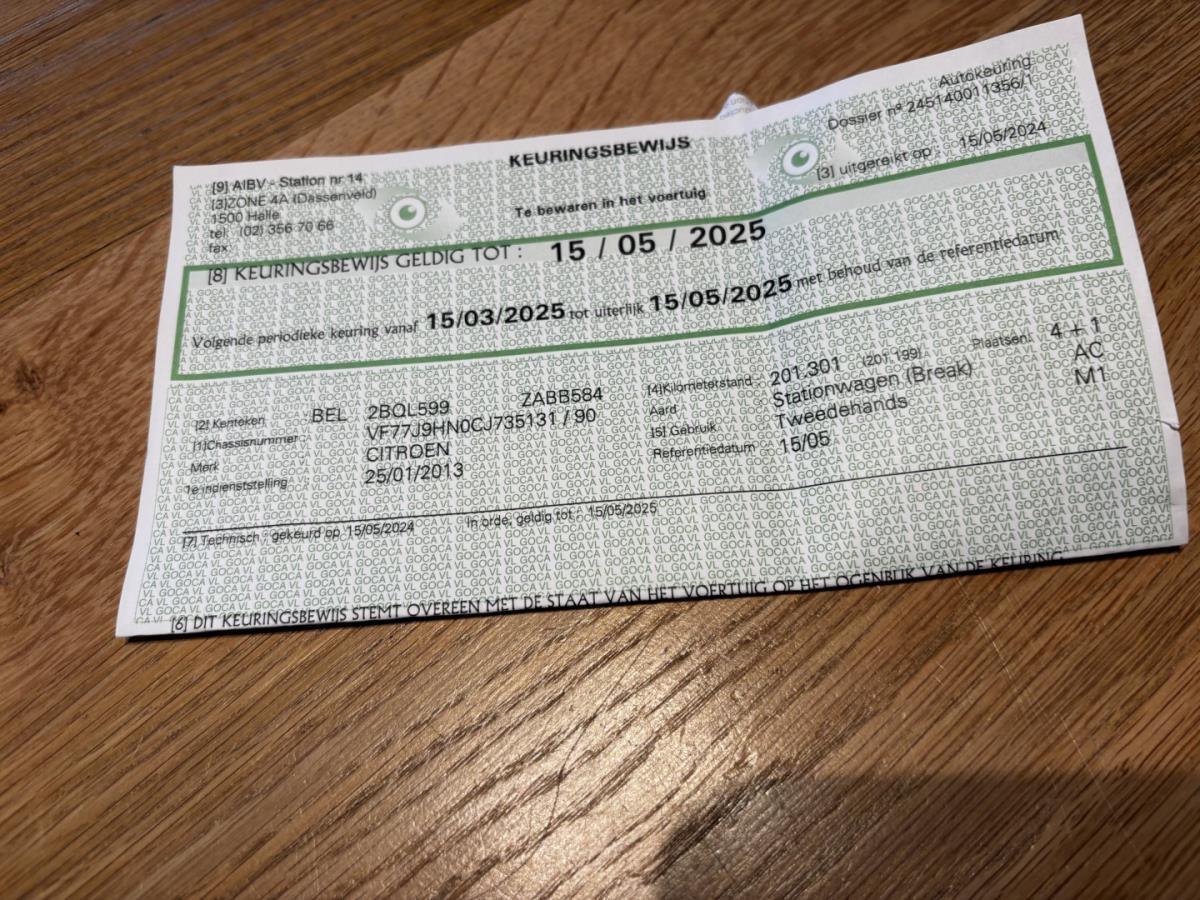 KEURINGSBEWIJS
Te bewaren in het voertuig
[9] AIBV - Station nr 14
[3]ZONE 4A (Dassenveld)
1500 Halle
tel: (02) 356 70 66
fax:
Autokeuring
Dossier nº 245140011356/1
[3] uitgereikt op : 15/05/2024
[8] KEURINGSBEWIJS GELDIG TOT : 15 / 05 / 2025
Volgende periodieke keuring vanaf 15/03/2025 tot uiterlijk 15/05/2025 met behoud van de referentiedatum
[2] Kenteken BEL 2BQL599 ZABB584
[1]Chassisnummer VF77J9HN0CJ735131 / 90
Merk CITROEN
1e indienststelling 25/01/2013
[4]Kilometerstand : 201.301 (201 199) Plaatsen: 4 + 1
Aard Stationwagen (Break) AC
[5] Gebruik Tweedehands M1
Referentiedatum 15/05
[7] Technisch : gekeurd op 15/05/2024 In orde; geldig tot : 15/05/2025
[6] DIT KEURINGSBEWIJS STEMT OVEREEN MET DE STAAT VAN HET VOERTUIG OP HET OGENBLIK VAN DE KEURING